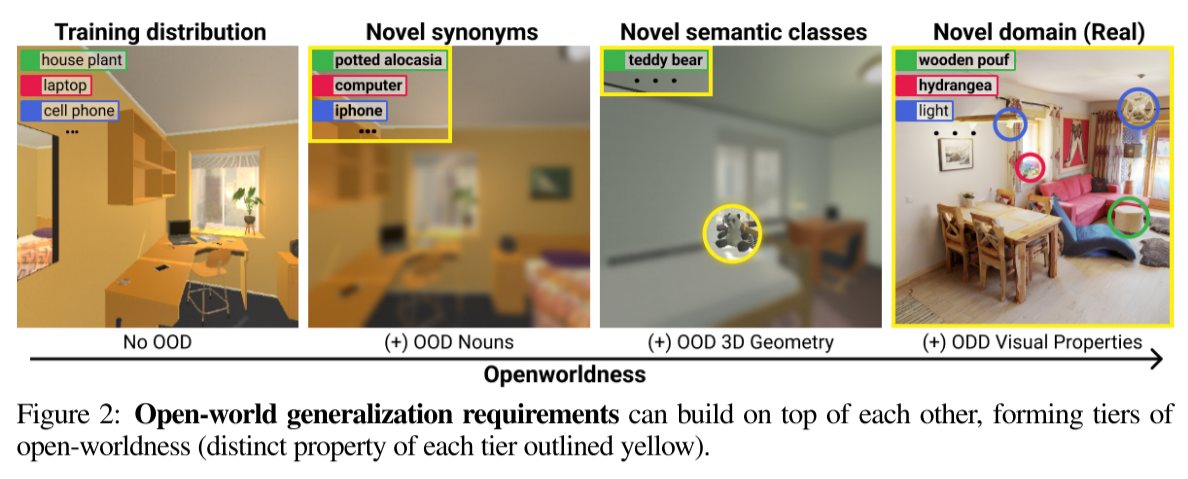 Training distribution
Novel synonyms
Novel semantic classes
Novel domain (Real)
house plant
laptop
cell phone
...
potted alocasia
computer
iphone
...
teddy bear
...
wooden pouf
hydrangea
light
...
No OOD
(+) OOD Nouns
(+) OOD 3D Geometry
(+) ODD Visual Properties
Openworldness
Figure 2: Open-world generalization requirements can build on top of each other, forming tiers of
open-worldness (distinct property of each tier outlined yellow).